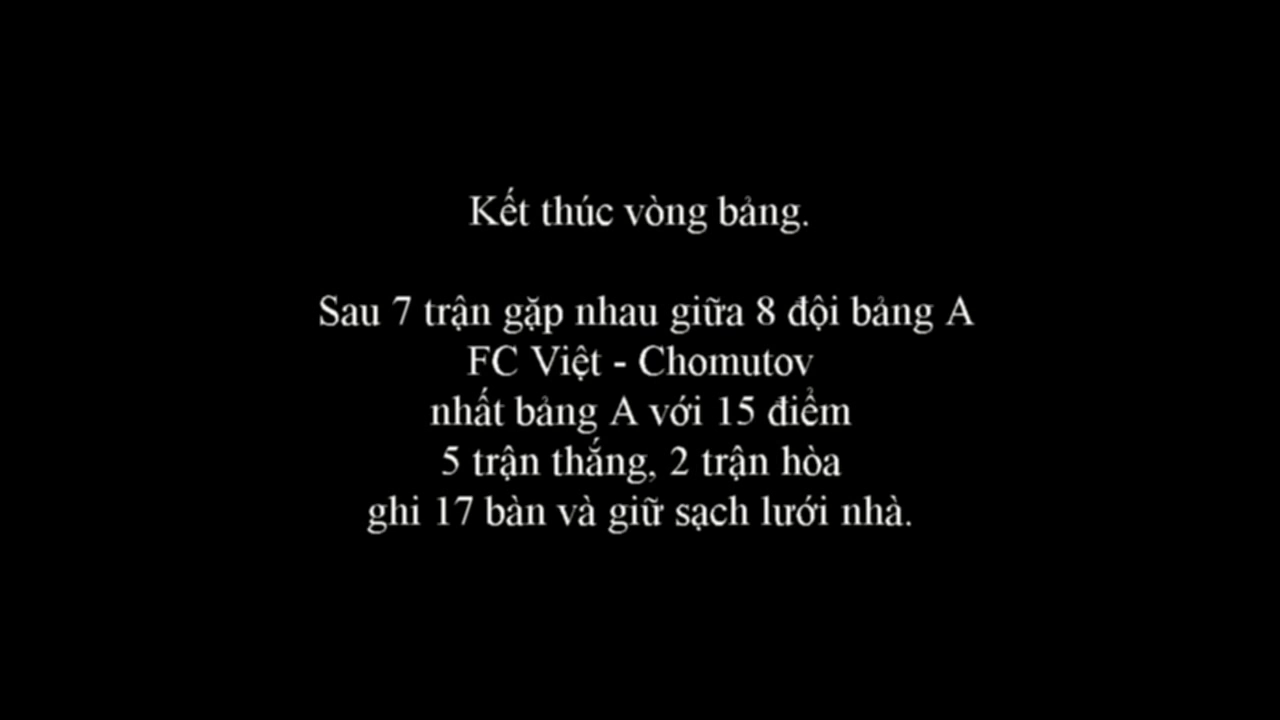 Kết thúc vòng bảng.
Sau 7 trận gặp nhau giữa 8 đội bảng A
FC Việt - Chomutov
nhất bảng A với 15 điểm
5 trận thắng, 2 trận hòa
ghi 17 bàn và giữ sạch lưới nhà.